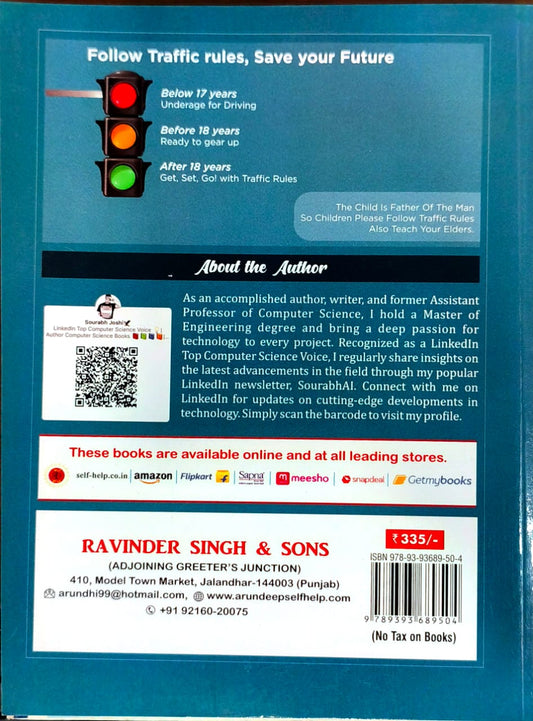 Follow Traffic rules, Save your Future
Below 17 years
Underage for Driving
Before 18 years
Ready to gear up
After 18 years
Get, Set, Go! with Traffic Rules
The Child Is Father Of The Man
So Children Please Follow Traffic Rules
Also Teach Your Elders.
About the Author
Sourabh Joshi
LinkedIn Top Computer Science Voice
Author Computer Science Books
As an accomplished author, writer, and former Assistant
Professor of Computer Science, I hold a Master of
Engineering degree and bring a deep passion for
technology to every project. Recognized as a LinkedIn
Top Computer Science Voice, I regularly share insights on
the latest advancements in the field through my popular
LinkedIn newsletter, SourabhAI. Connect with me on
LinkedIn for updates on cutting-edge developments in
technology. Simply scan the barcode to visit my profile.
These books are available online and at all leading stores.
self-help.co.in | amazon | Flipkart | Sapna | meesho | snapdeal | Getmybooks
RAVINDER SINGH & SONS
(ADJOINING GREETER'S JUNCTION)
410, Model Town Market, Jalandhar-144003 (Punjab)
arundhi99@hotmail.com, www.arundeepselfhelp.com
+91 92160-20075
₹ 335/-
ISBN 978-93-93689-50-4
9 789393 689504
(No Tax on Books)